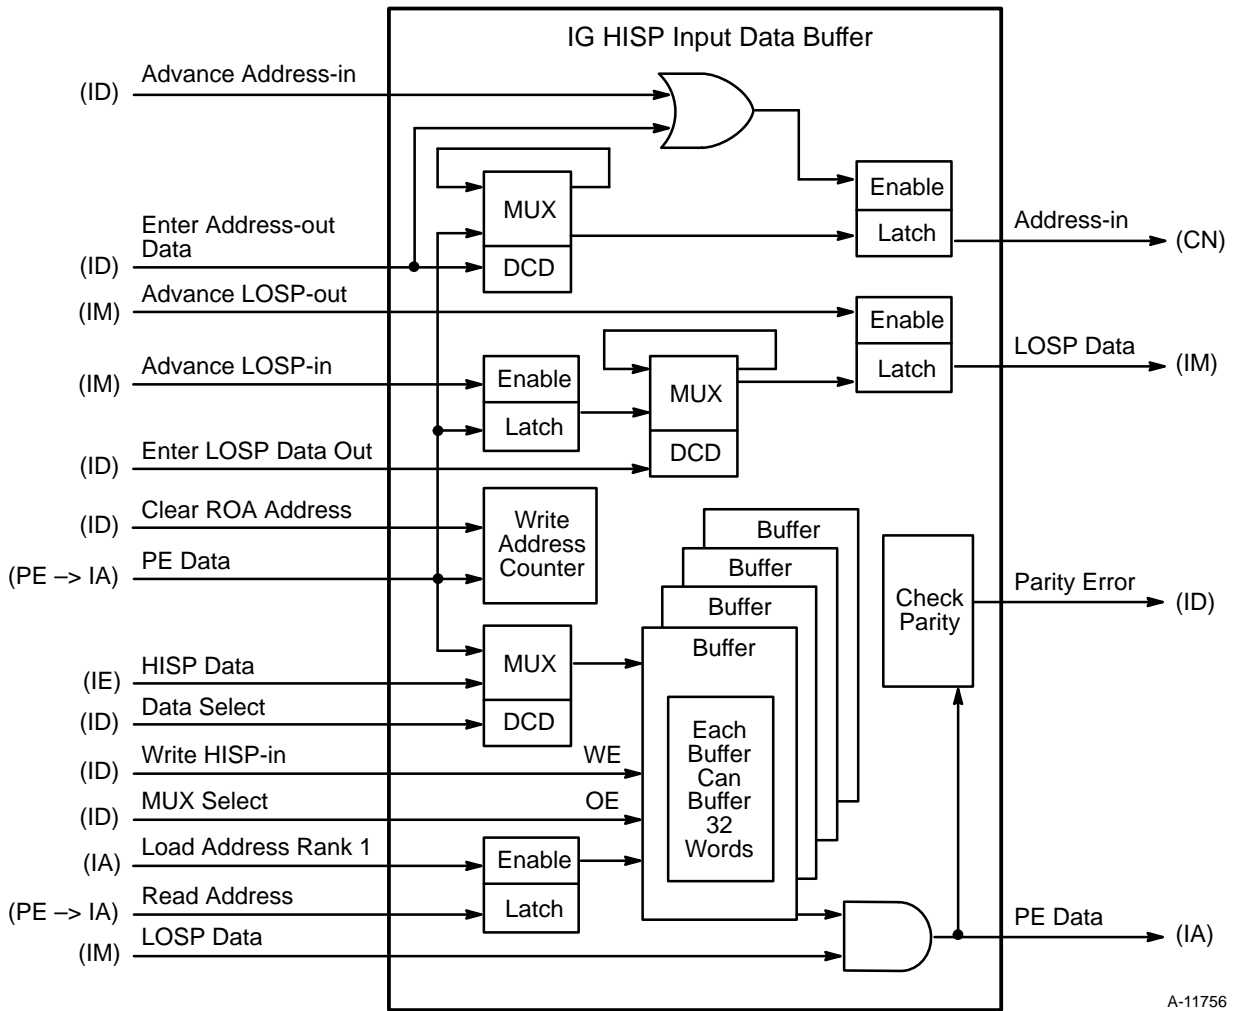 IG HISP Input Data Buffer
(ID) Advance Address-in
Enable
MUX
Latch
Address-in (CN)
Enter Address-out
Data
(ID)
DCD
(IM) Advance LOSP-out
Enable
LOSP Data (IM)
(IM) Advance LOSP-in
Enable
Latch
MUX
Latch
(ID) Enter LOSP Data Out
DCD
(ID) Clear ROA Address
Write
Address
Counter
(PE –> IA) PE Data
Buffer
Buffer
Buffer
Buffer
Check
Parity
Parity Error (ID)
(IE) HISP Data
MUX
(ID) Data Select
DCD
Each
Buffer
Can
Buffer
32
Words
(ID) Write HISP-in WE
(ID) MUX Select OE
(IA) Load Address Rank 1
Enable
(PE –> IA) Read Address
Latch
(IM) LOSP Data
PE Data (IA)
A-11756